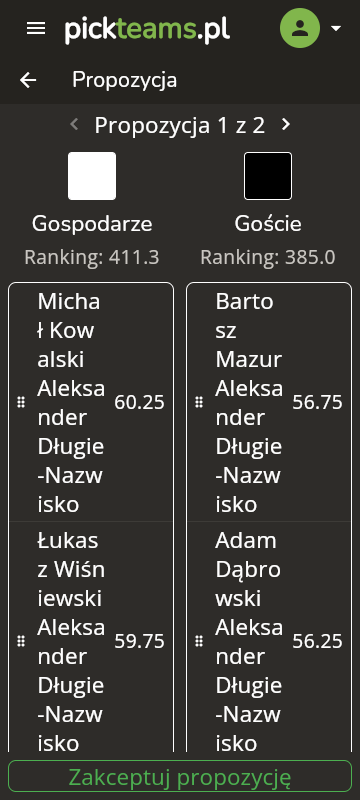 pickteams.pl
Propozycja
Propozycja 1 z 2
Gospodarze
Goście
Ranking: 411.3
Ranking: 385.0
Micha
ł Kow
alski
Aleksa
nder
Długie
-Nazw
isko
60.25
Barto
sz
Mazur
Aleksa
nder
Długie
-Nazw
isko
56.75
Łukas
z Wiśn
iewski
Aleksa
nder
Długie
-Nazw
isko
59.75
Adam
Dąbro
wski
Aleksa
nder
Długie
-Nazw
isko
56.25
Zakceptuj propozycję